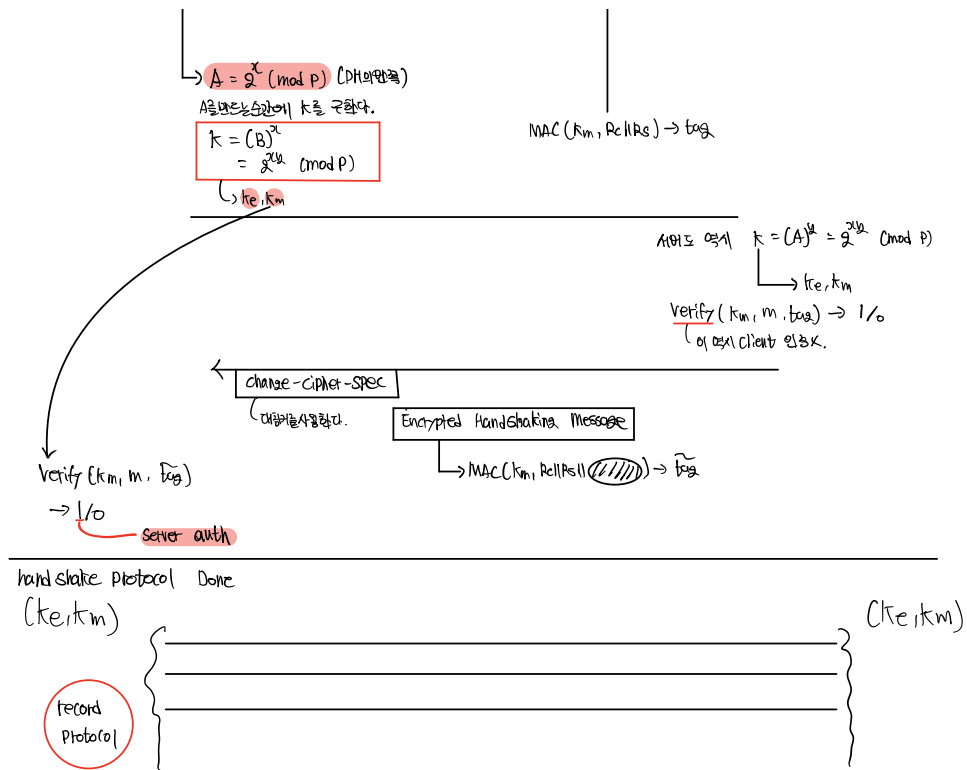 A = g^x (mod P) (DH의 반쪽)
A를 만드는 순간에 K를 구한다.
K = (B)^x
= g^xy (mod P)
ke, km
MAC(km, Rc||Rs) → tag
서버도 역시 K = (A)^y = g^xy (mod P)
ke, km
Verify(km, m, tag) → 1/0
이 역시 client 인증X.
change-cipher-spec
대칭키를 사용한다.
Encrypted Handshaking Message
MAC(km, Rc||Rs|| ) → t̃ag
Verify (km, m, t̃ag)
→ 1/0
server auth
handshake protocol Done
(ke, km)
(ke, km)
record
protocol